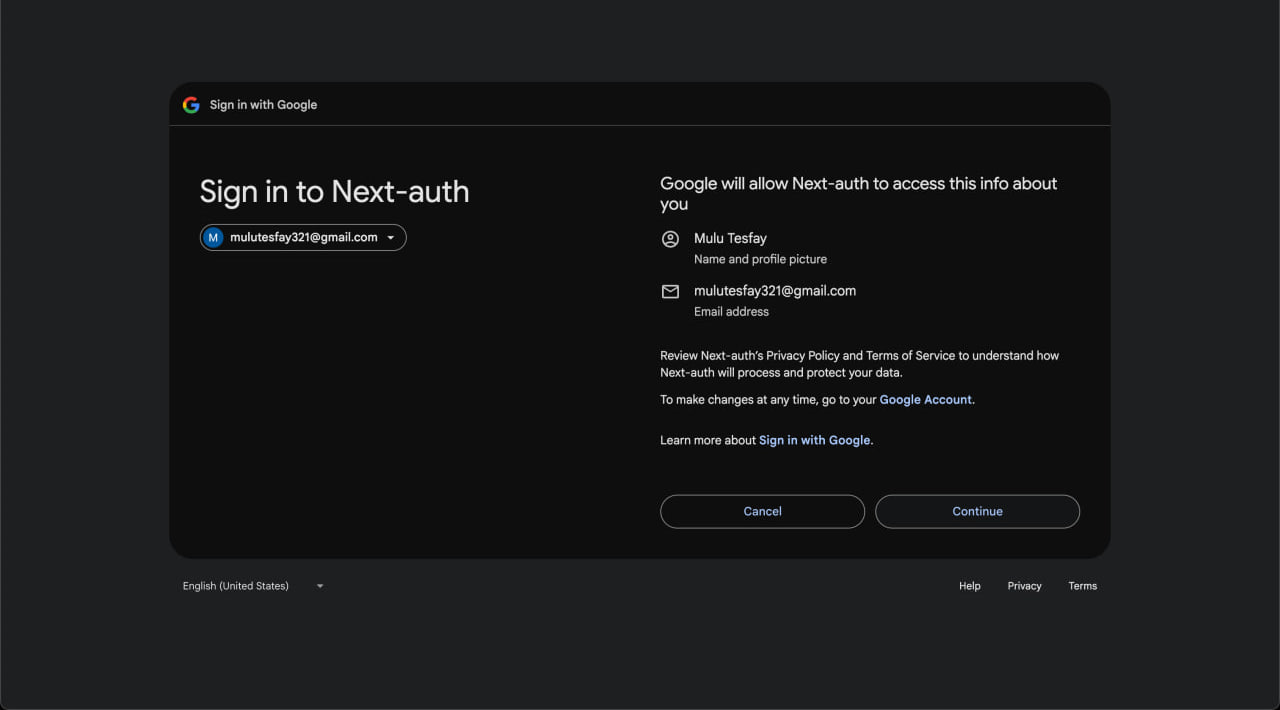 Sign in with Google
Sign in to Next-auth
M mulutesfay321@gmail.com
Google will allow Next-auth to access this info about
you
Mulu Tesfay
Name and profile picture
mulutesfay321@gmail.com
Email address
Review Next-auth's Privacy Policy and Terms of Service to understand how
Next-auth will process and protect your data.
To make changes at any time, go to your Google Account.
Learn more about Sign in with Google.
Cancel
Continue
English (United States)
Help
Privacy
Terms